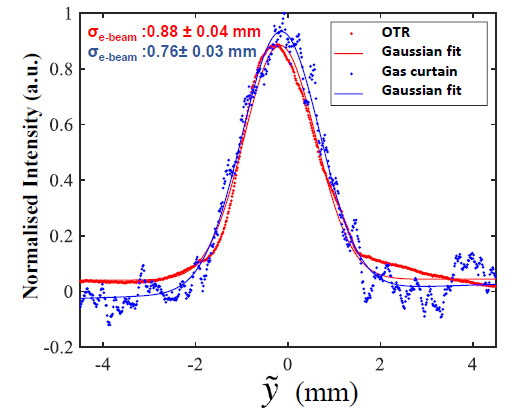 σe-beam :0.88 ± 0.04 mm
σe-beam :0.76± 0.03 mm
OTR
Gaussian fit
Gas curtain
Gaussian fit
Normalised Intensity (a.u.)
1
0.8
0.6
0.4
0.2
0
-0.2
-4
-2
0
2
4
ỹ (mm)